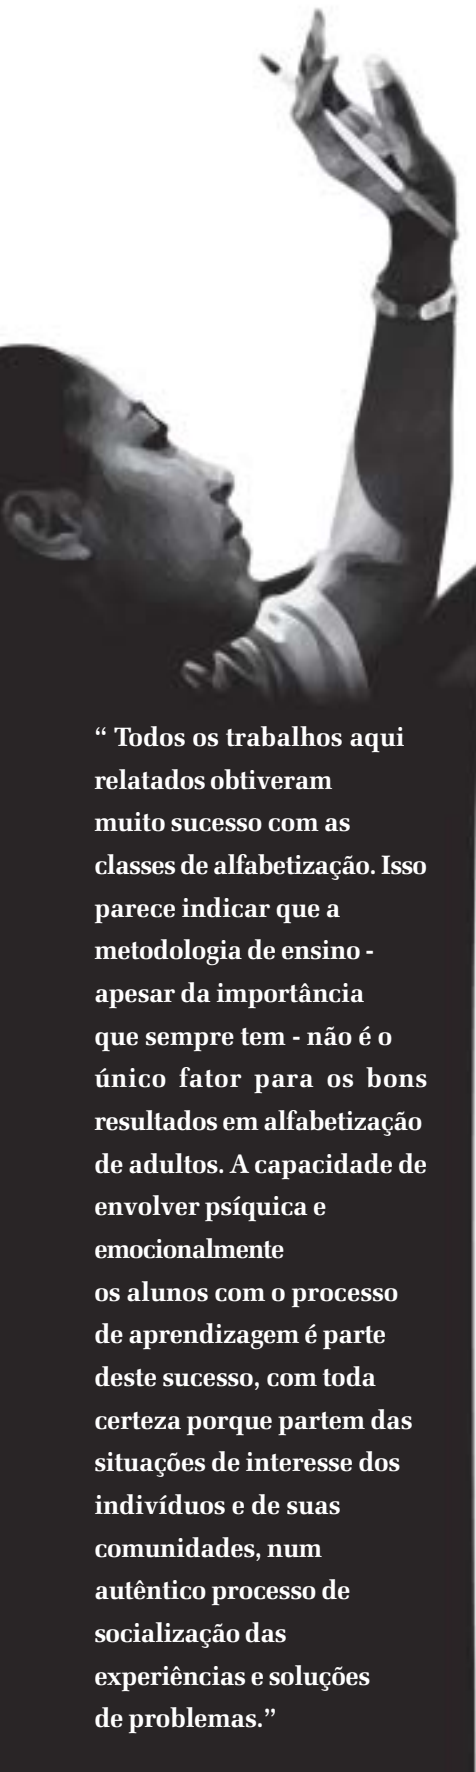 “ Todos os trabalhos aqui
relatados obtiveram
muito sucesso com as
classes de alfabetização. Isso
parece indicar que a
metodologia de ensino -
apesar da importância
que sempre tem - não é o
único fator para os bons
resultados em alfabetização
de adultos. A capacidade de
envolver psíquica e
emocionalmente
os alunos com o processo
de aprendizagem é parte
deste sucesso, com toda
certeza porque partem das
situações de interesse dos
indivíduos e de suas
comunidades, num
autêntico processo de
socialização das
experiências e soluções
de problemas.”